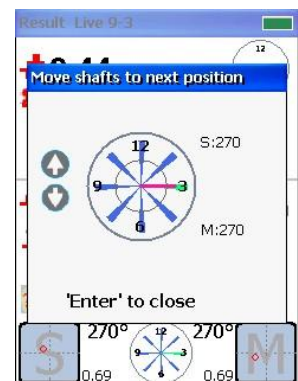 Result Live 9-3
12
Move shafts to next position
12
S:270
9
3
6
M:270
'Enter' to close
S
270°
12
9
3
6
270°
M
0.69
0.69